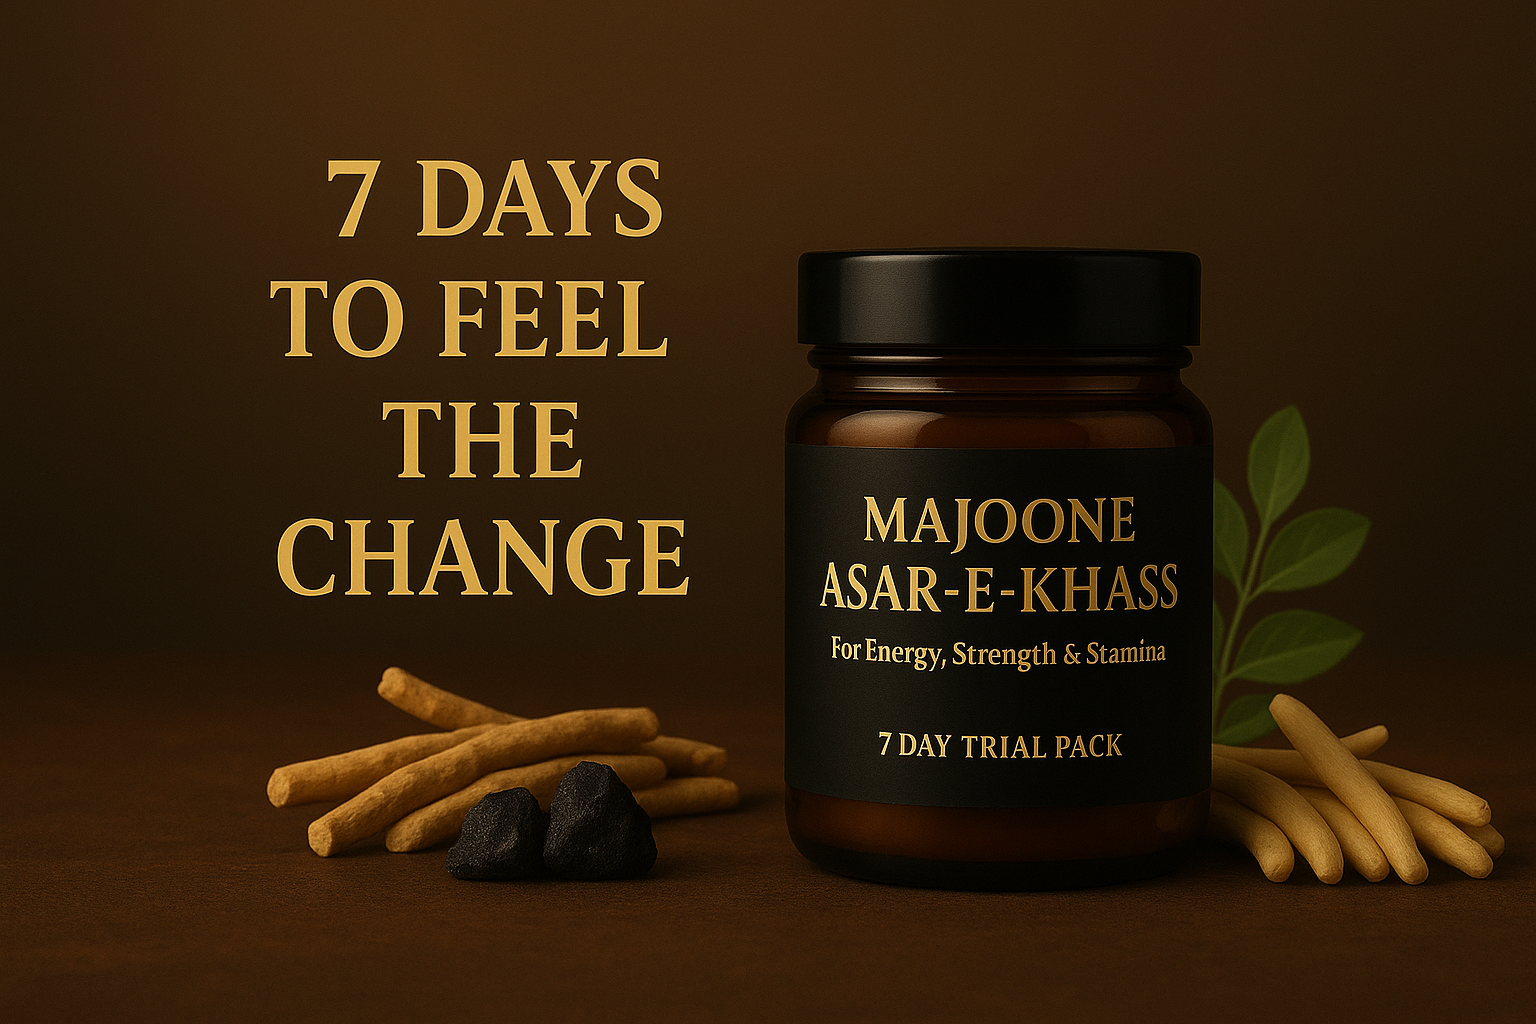 7 DAYS
TO FEEL
THE
CHANGE
MAJOONE
ASAR-E-KHASS
For Energy, Strength & Stamina
7 DAY TRIAL PACK